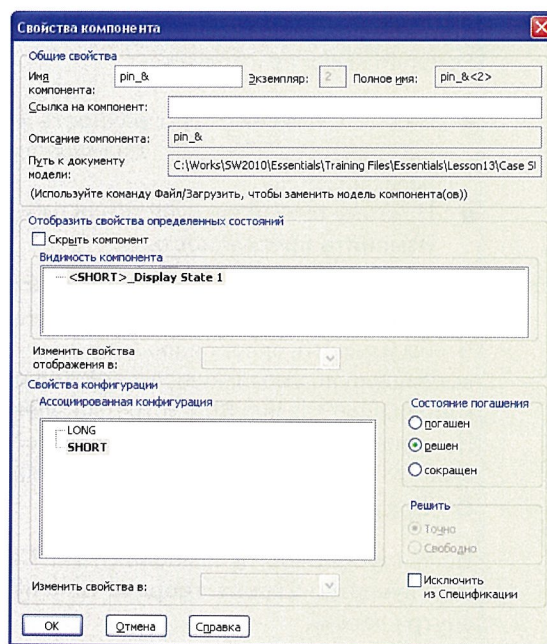 Свойства компонента
Общие свойства
Имя компонента:
pin_&
Экземпляр:
2
Полное имя:
pin_&<2>
Ссылка на компонент:
Описание компонента:
pin_&
Путь к документу модели:
C:\Works\SW2010\Essentials\Training Files\Essentials\Lesson13\Case S
(Используйте команду Файл/Загрузить, чтобы заменить модель компонента(ов))
Отобразить свойства определенных состояний
Скрыть компонент
Видимость компонента
<SHORT>_Display State 1
Изменить свойства отображения в:
Свойства конфигурации
Ассоциированная конфигурация
LONG
SHORT
Состояние погашения
погашен
решен
сокращен
Решить
Точно
Свободно
Изменить свойства в:
Исключить из Спецификации
OK
Отмена
Справка